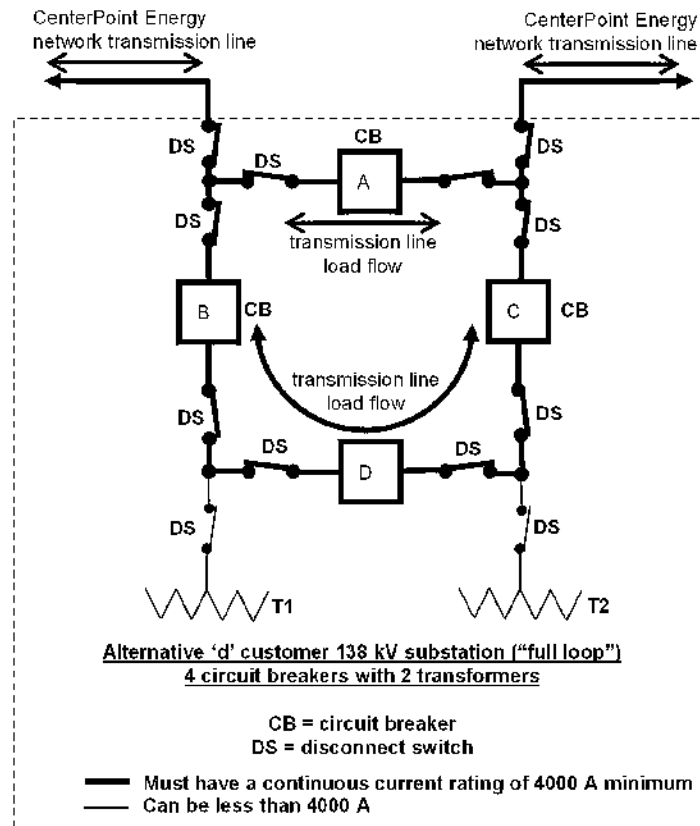 CenterPoint Energy
network transmission line
CenterPoint Energy
network transmission line
DS
DS
CB
DS
A
DS
transmission line
load flow
DS
B
CB
C
CB
transmission line
load flow
DS
DS
DS
DS
D
DS
DS
T1
T2
Alternative 'd' customer 138 kV substation ("full loop")
4 circuit breakers with 2 transformers
CB = circuit breaker
DS = disconnect switch
Must have a continuous current rating of 4000 A minimum
Can be less than 4000 A